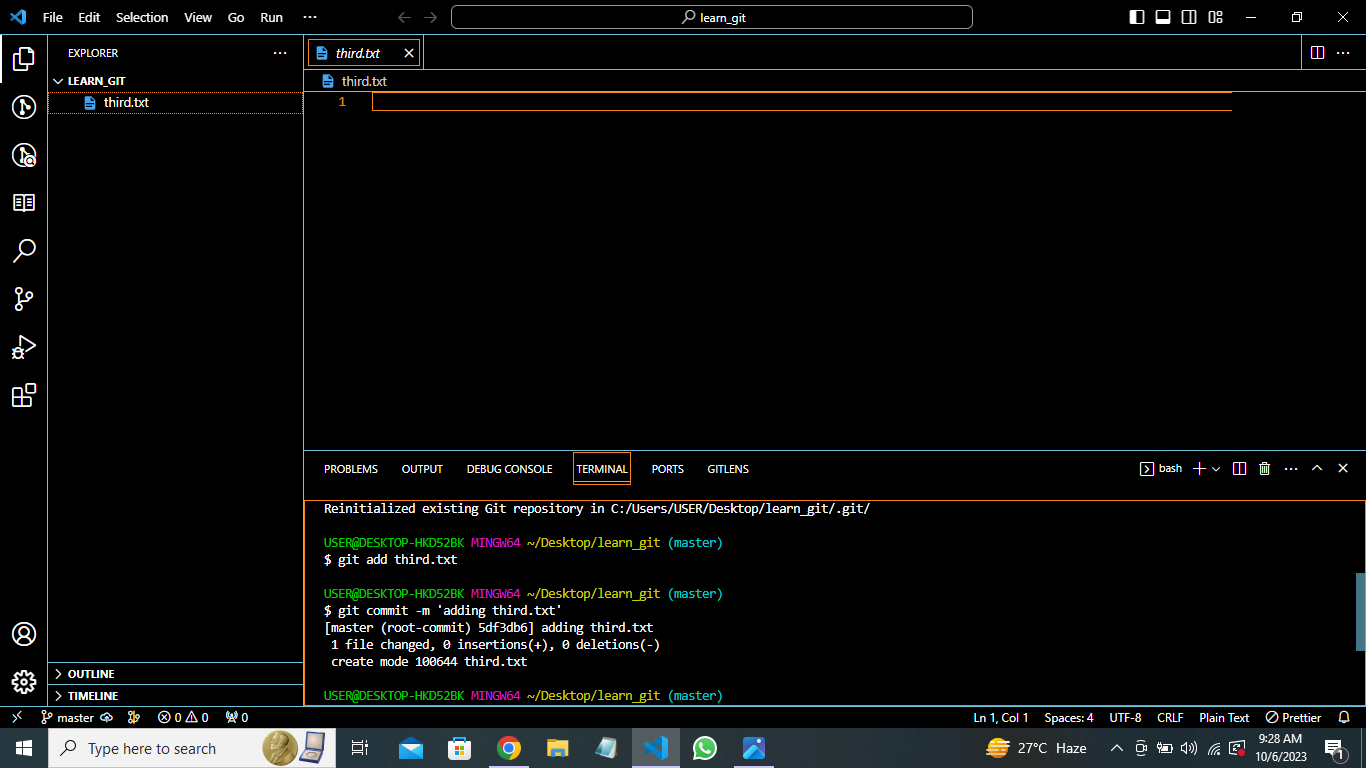 File Edit Selection View Go Run ···
learn_git
EXPLORER ···
LEARN_GIT
third.txt
third.txt
third.txt
1
PROBLEMS OUTPUT DEBUG CONSOLE TERMINAL PORTS GITLENS
bash
Reinitialized existing Git repository in C:/Users/USER/Desktop/learn_git/.git/
USER@DESKTOP-HKD52BK MINGW64 ~/Desktop/learn_git (master)
$ git add third.txt
USER@DESKTOP-HKD52BK MINGW64 ~/Desktop/learn_git (master)
$ git commit -m 'adding third.txt'
[master (root-commit) 5df3db6] adding third.txt
1 file changed, 0 insertions(+), 0 deletions(-)
create mode 100644 third.txt
USER@DESKTOP-HKD52BK MINGW64 ~/Desktop/learn_git (master)
OUTLINE
TIMELINE
master 0 0 0 Ln 1, Col 1 Spaces: 4 UTF-8 CRLF Plain Text Prettier
Type here to search
27°C Haze
9:28 AM
10/6/2023
1